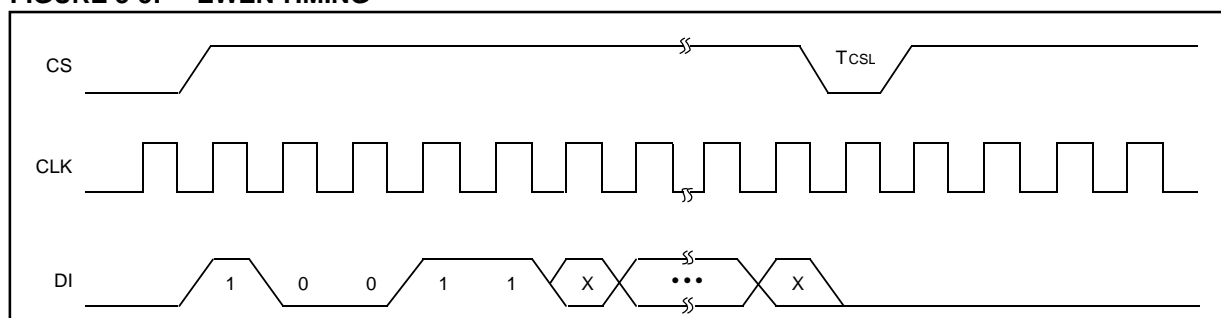 FIGURE 3-3: EWEN TIMING
CS
TCSL
CLK
DI
1 0 0 1 1 X ••• X